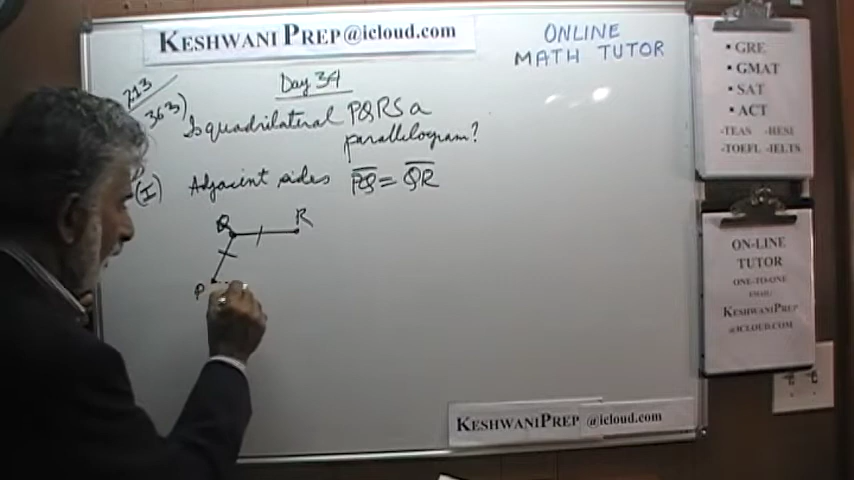 KESHWANI PREP@icloud.com
ONLINE
MATH TUTOR
Day 34
213
363)
Is quadrilateral PQRS a
parallelogram?
(I) Adjacent sides PQ = QR
Q R
P
▪ GRE
▪ GMAT
▪ SAT
▪ ACT
-TEAS -HESI
-TOEFL -IELTS
ON-LINE
TUTOR
ONE-TO-ONE
EMAIL:
KESHWANIPREP
@ICLOUD.COM
KESHWANIPREP @icloud.com